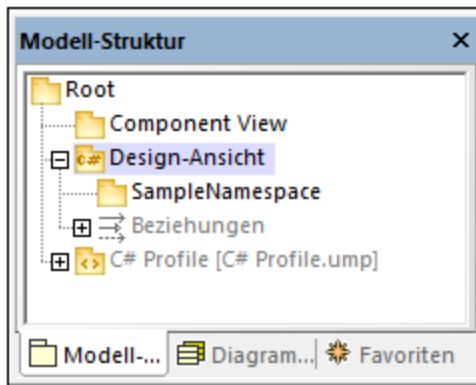 Modell-Struktur
Root
Component View
c# Design-Ansicht
SampleNamespace
Beziehungen
C# Profile [C# Profile.ump]
Modell-... Diagram... Favoriten